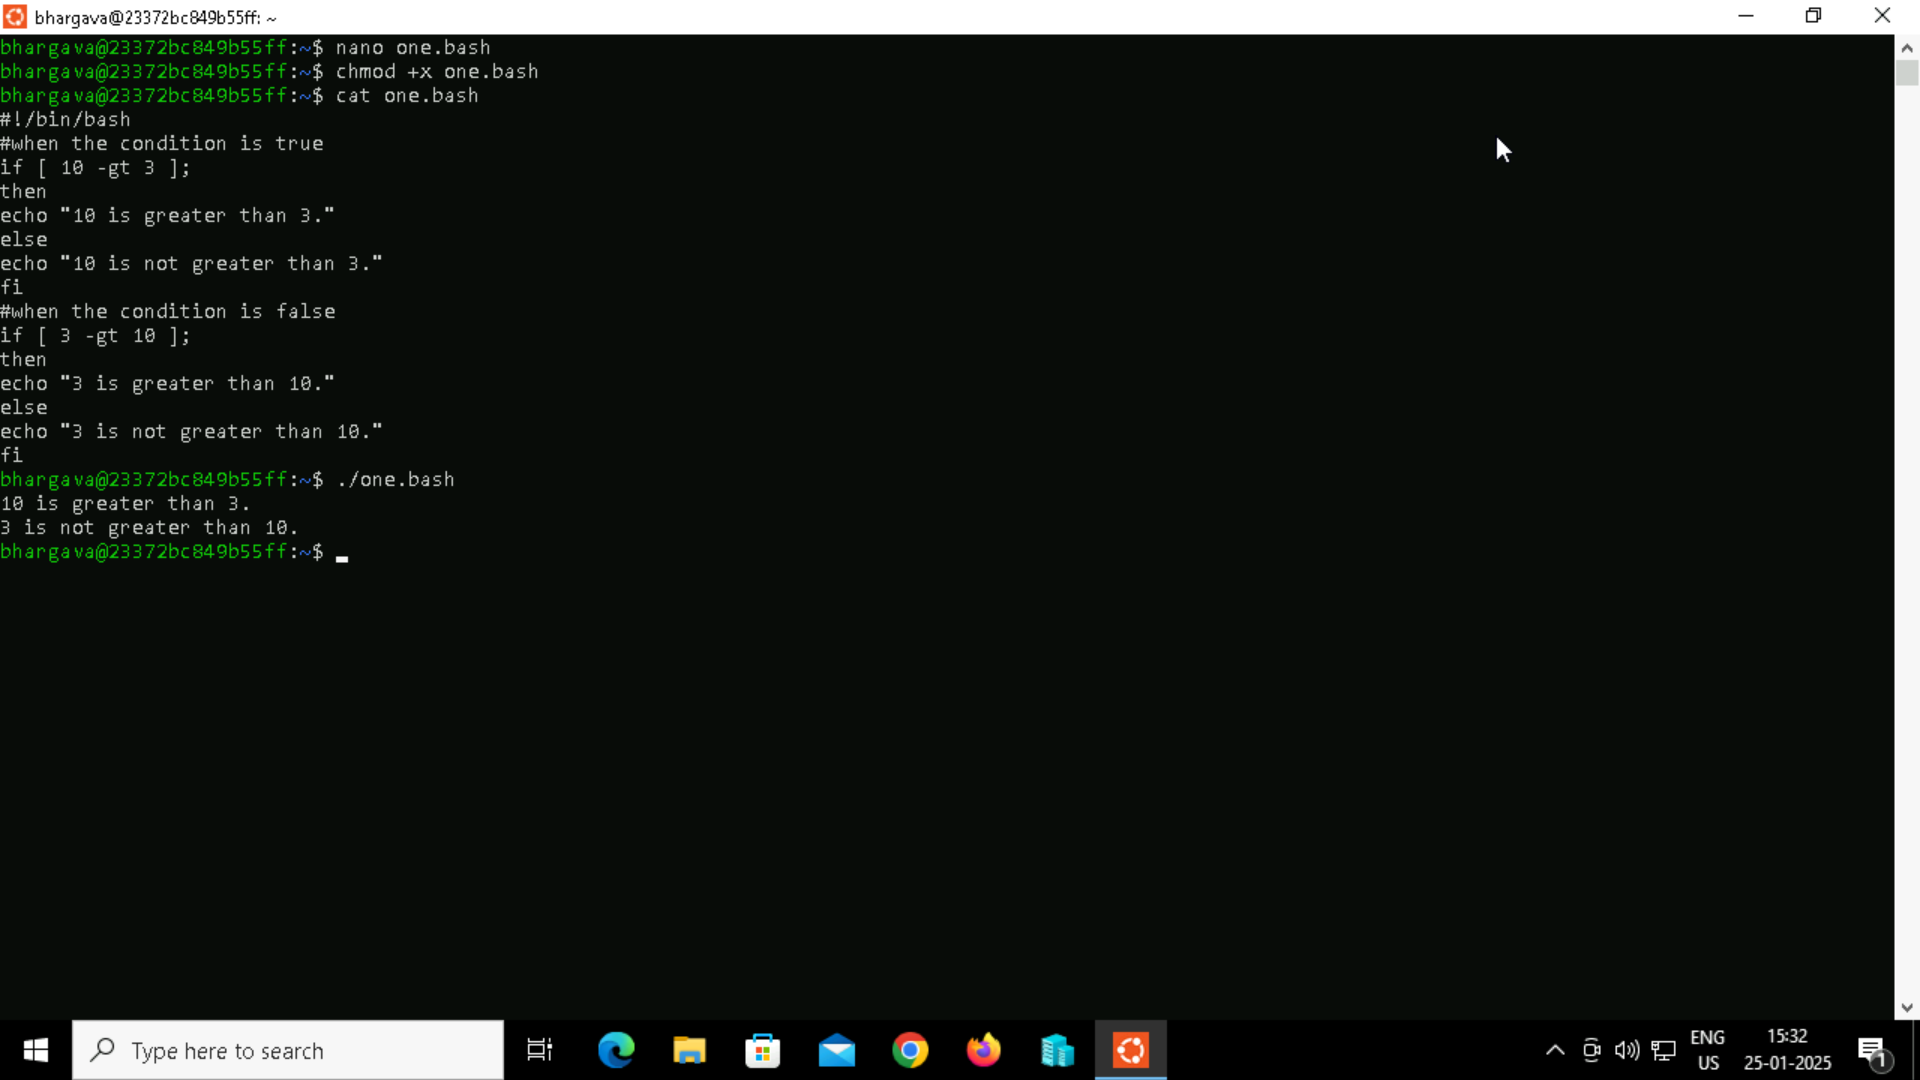 bhargava@23372bc849b55ff: ~
bhargava@23372bc849b55ff:~$ nano one.bash
bhargava@23372bc849b55ff:~$ chmod +x one.bash
bhargava@23372bc849b55ff:~$ cat one.bash
#!/bin/bash
#when the condition is true
if [ 10 -gt 3 ];
then
echo "10 is greater than 3."
else
echo "10 is not greater than 3."
fi
#when the condition is false
if [ 3 -gt 10 ];
then
echo "3 is greater than 10."
else
echo "3 is not greater than 10."
fi
bhargava@23372bc849b55ff:~$ ./one.bash
10 is greater than 3.
3 is not greater than 10.
bhargava@23372bc849b55ff:~$
Type here to search
ENG
US
15:32
25-01-2025
1